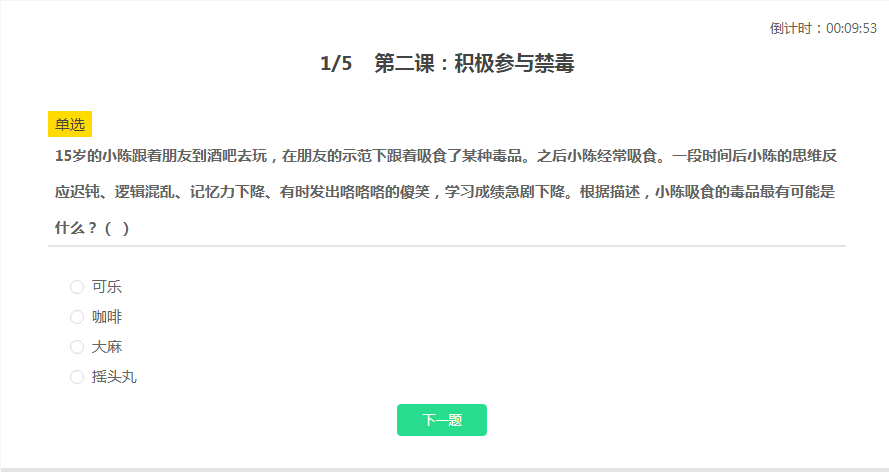 倒计时：00:09:53
1/5 第二课：积极参与禁毒
单选
15岁的小陈跟着朋友到酒吧去玩，在朋友的示范下跟着吸食了某种毒品。之后小陈经常吸食。一段时间后小陈的思维反
应迟钝、逻辑混乱、记忆力下降、有时发出咯咯咯的傻笑，学习成绩急剧下降。根据描述，小陈吸食的毒品最有可能是
什么？（ ）
可乐
咖啡
大麻
摇头丸
下一题